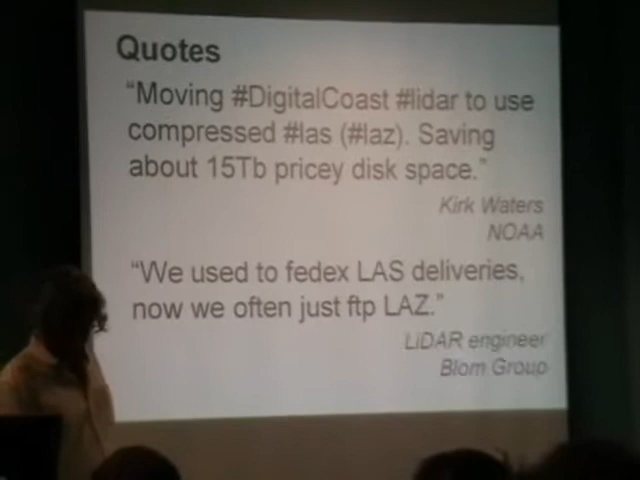 Quotes
“Moving #DigitalCoast #lidar to use
compressed #las (#laz). Saving
about 15Tb pricey disk space.”
Kirk Waters
NOAA
“We used to fedex LAS deliveries,
now we often just ftp LAZ.”
LiDAR engineer
Blom Group